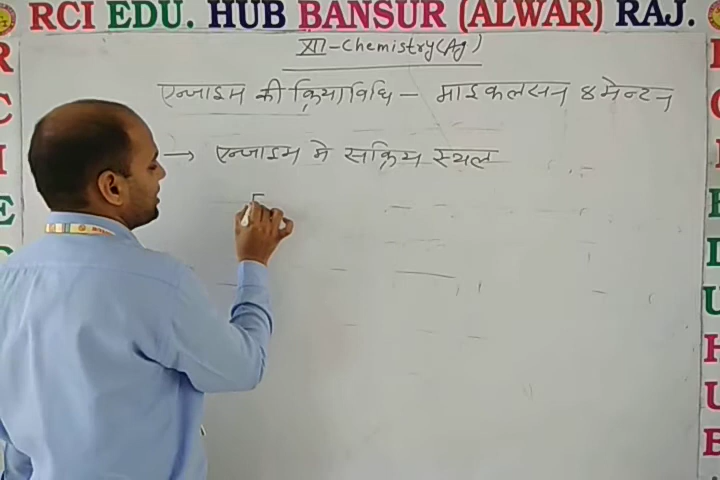 RCI EDU. HUB BANSUR (ALWAR) RAJ.
XII-Chemistry(Ag)
एन्जाइम की क्रियाविधि - माइकलसन & मेन्टन
→ एन्जाइम मे सक्रिय स्थल